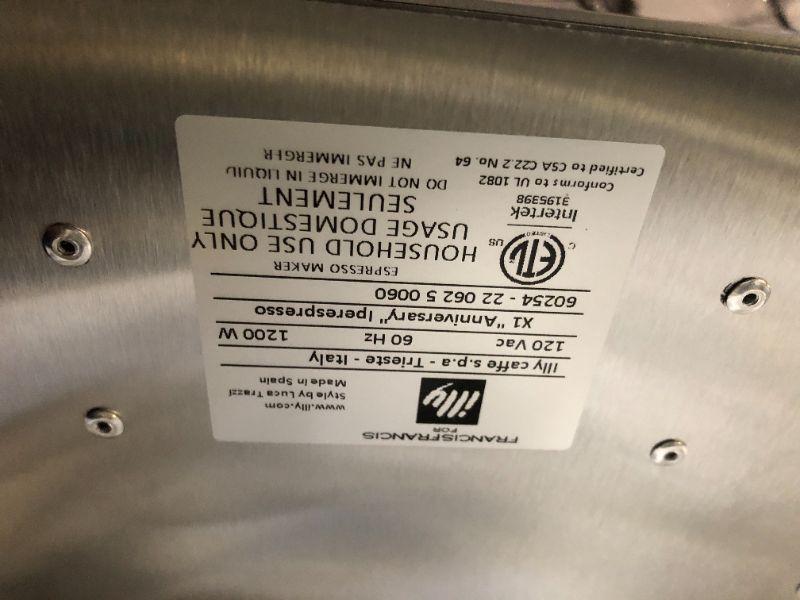 FRANCISFRANCIS
FOR
illy
www.illy.com
Style by Luca Trazzi
Made in Spain
illy caffe s.p.a - Trieste - Italy
120 Vac 60 Hz 1200 W
X1 "Anniversary" Iperespresso
60254 - 22 062 5 0060
ESPRESSO MAKER
C ETL US
LISTED
Intertek
3195398
Conforms to UL 1082
Certified to CSA C22.2 No. 64
HOUSEHOLD USE ONLY
USAGE DOMESTIQUE
SEULEMENT
DO NOT IMMERGE IN LIQUID
NE PAS IMMERGER